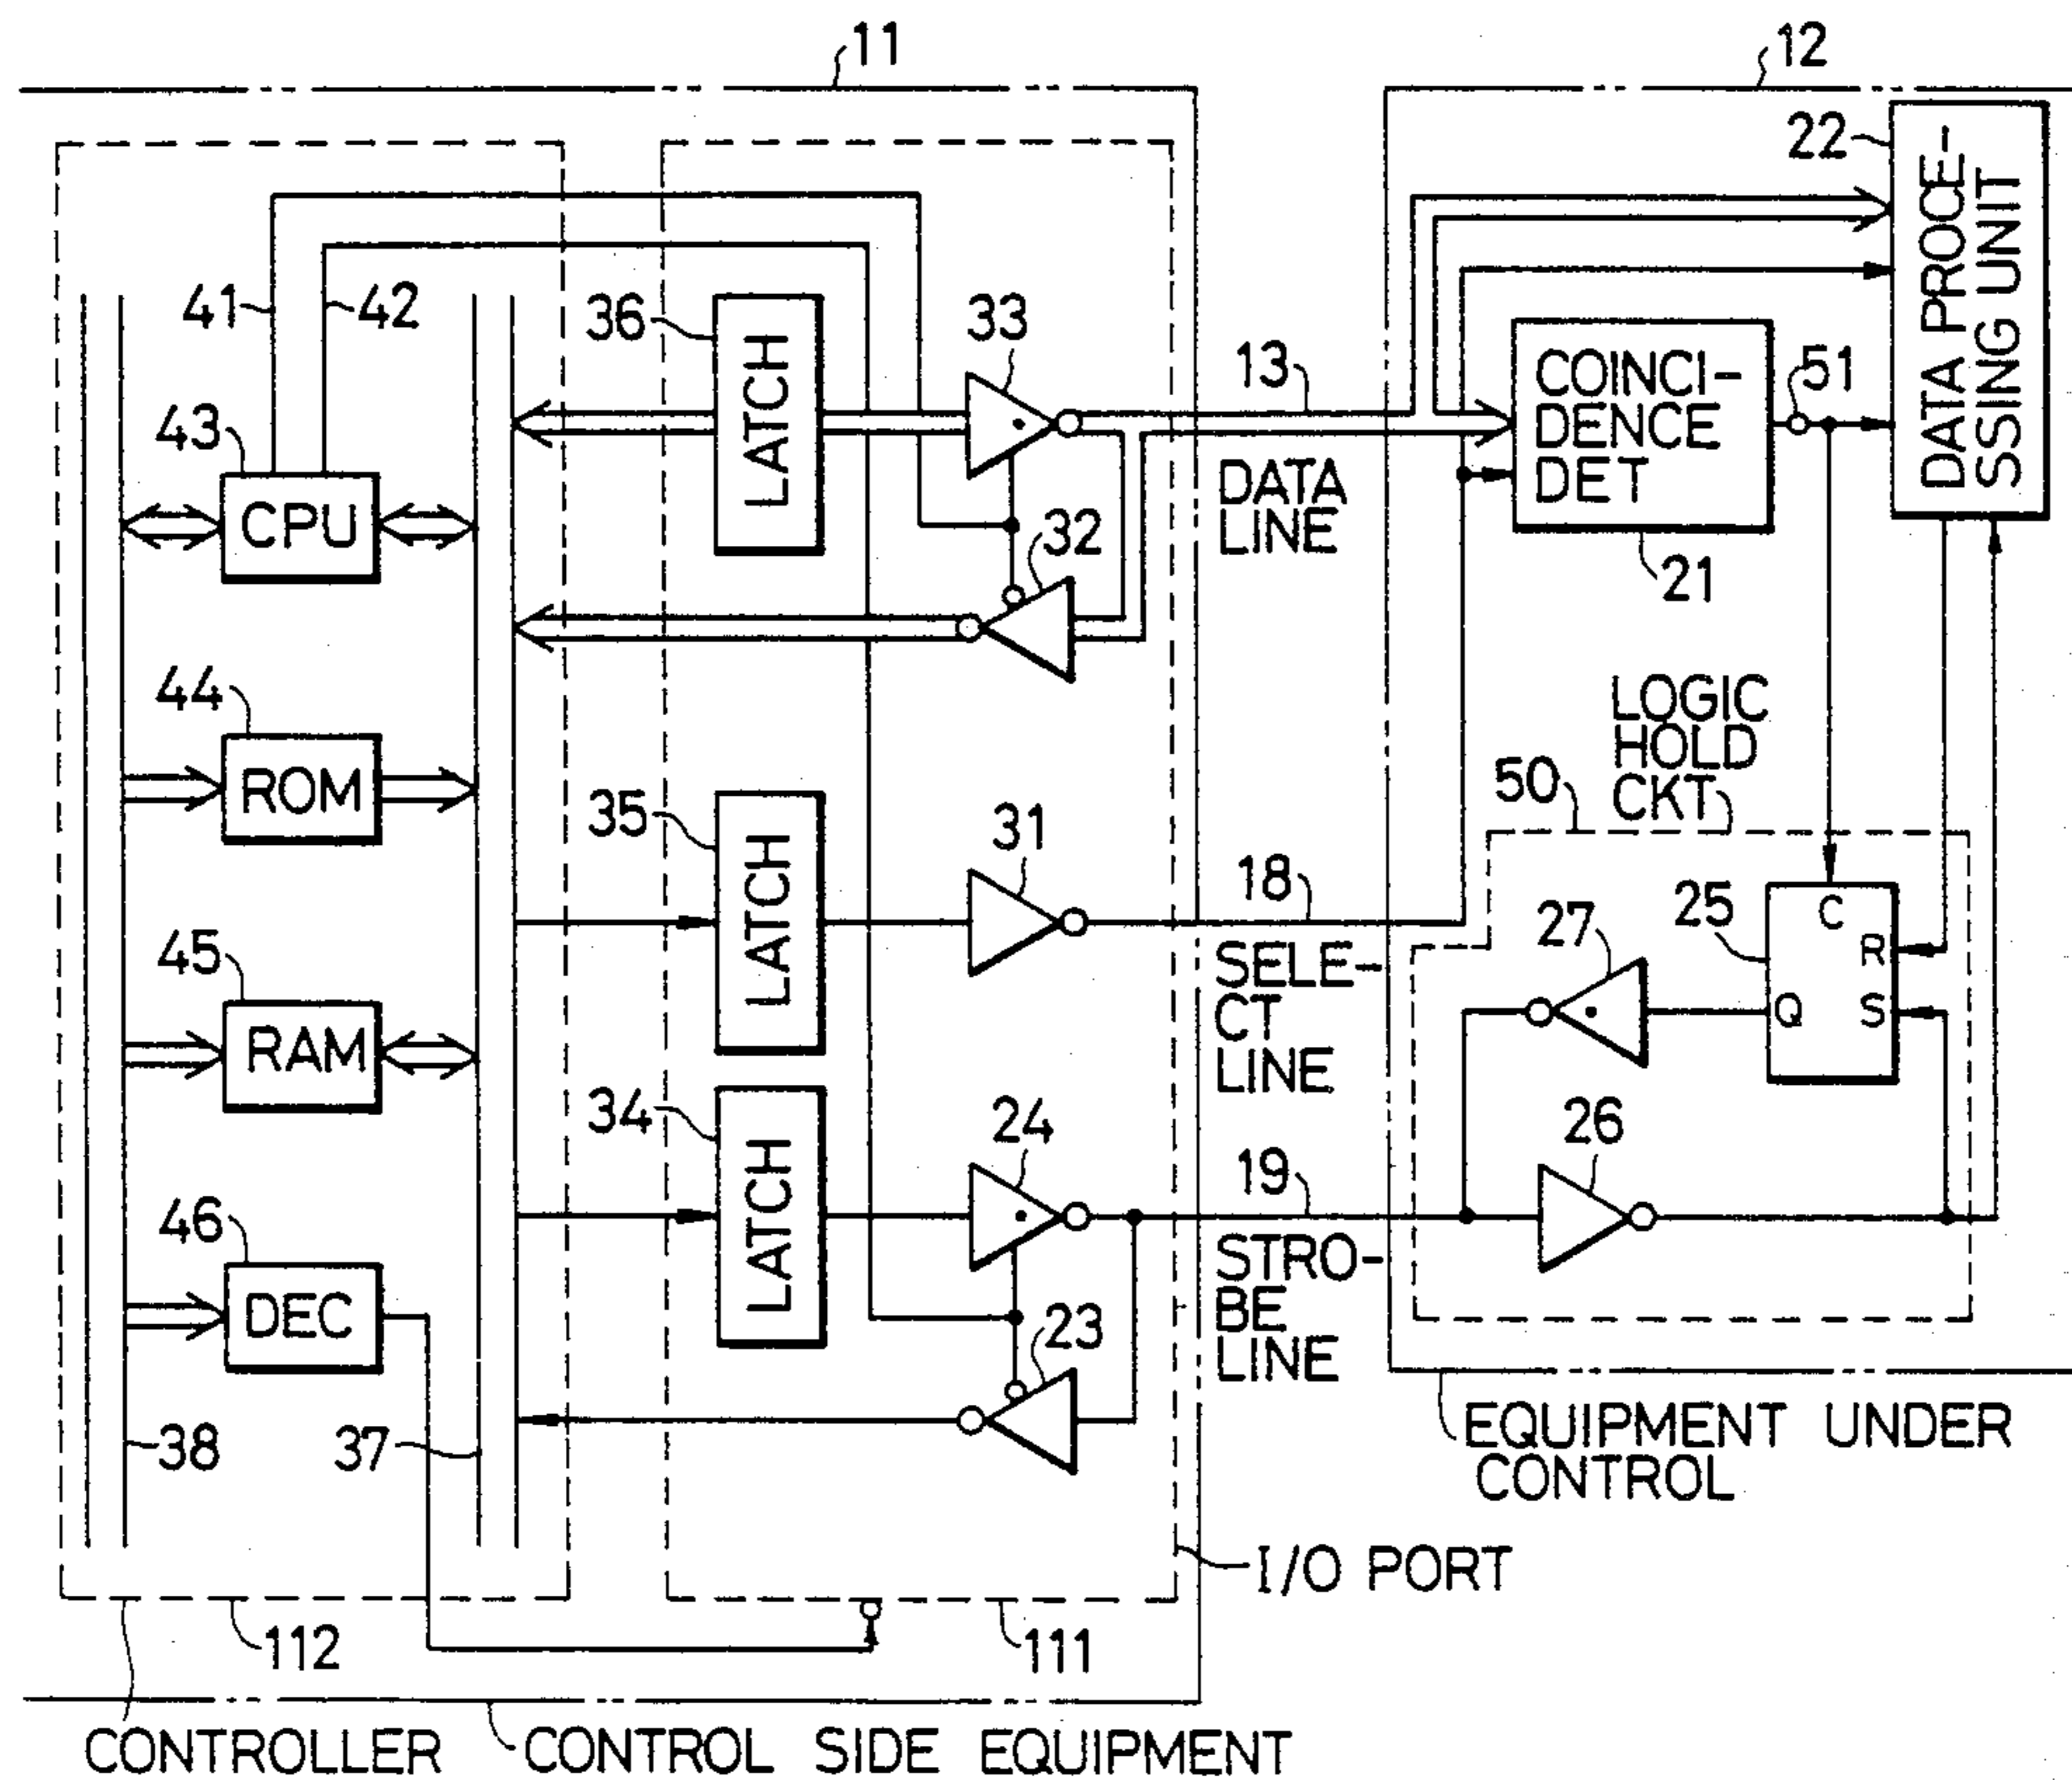 11
12
22
DATA PROCE-
SSING UNIT
41
42
36
LATCH
33
13
COINCI-
DENCE
DET
51
43
CPU
DATA
LINE
32
21
44
ROM
LOGIC
HOLD
CKT
50
35
LATCH
31
18
25
C
R
Q
S
27
45
RAM
SELE-
CT
LINE
34
LATCH
24
19
26
46
DEC
STRO-
BE
LINE
23
38
37
EQUIPMENT UNDER
CONTROL
I/O PORT
112
111
CONTROLLER
CONTROL SIDE EQUIPMENT